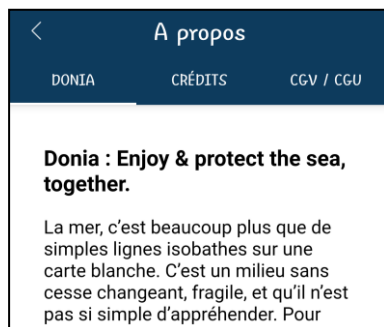 A propos
DONIA CRÉDITS CGV / CGU
Donia : Enjoy & protect the sea,
together.
La mer, c’est beaucoup plus que de
simples lignes isobathes sur une
carte blanche. C’est un milieu sans
cesse changeant, fragile, et qu’il n’est
pas si simple d’appréhender. Pour